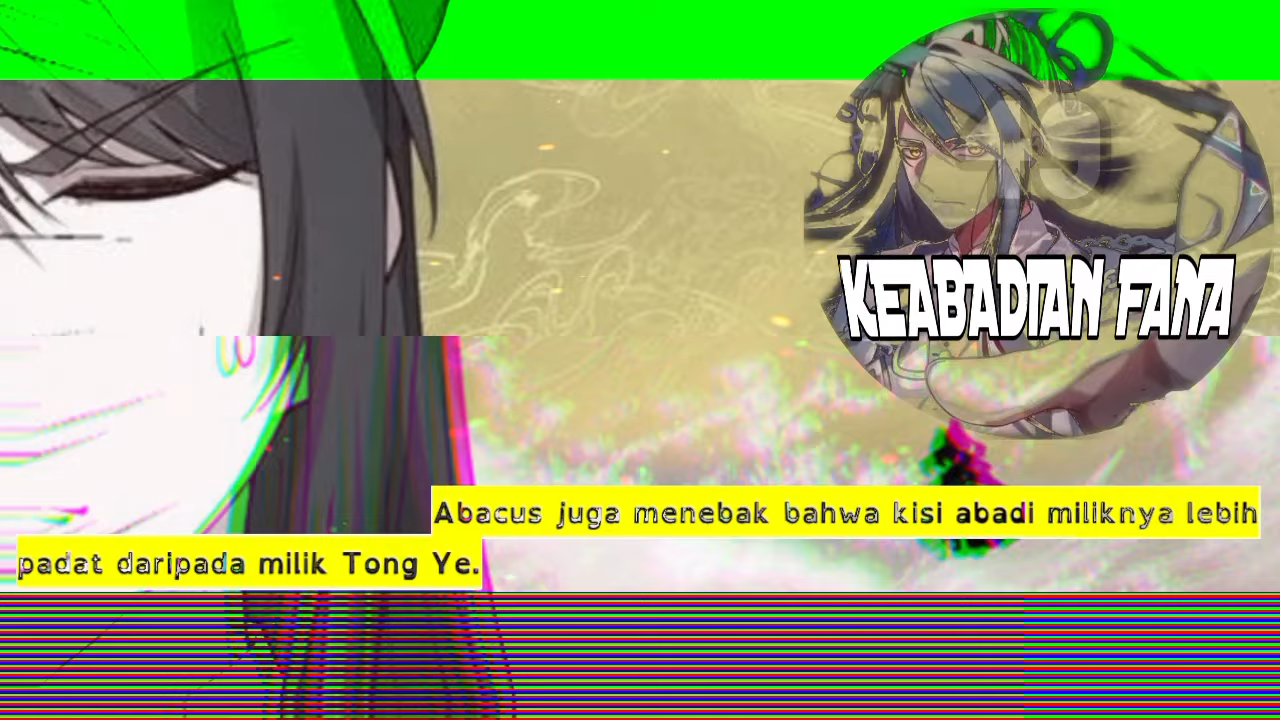 KEABADIAN FANA
Abacus juga menebak bahwa kisi abadi miliknya lebih
padat daripada milik Tong Ye.